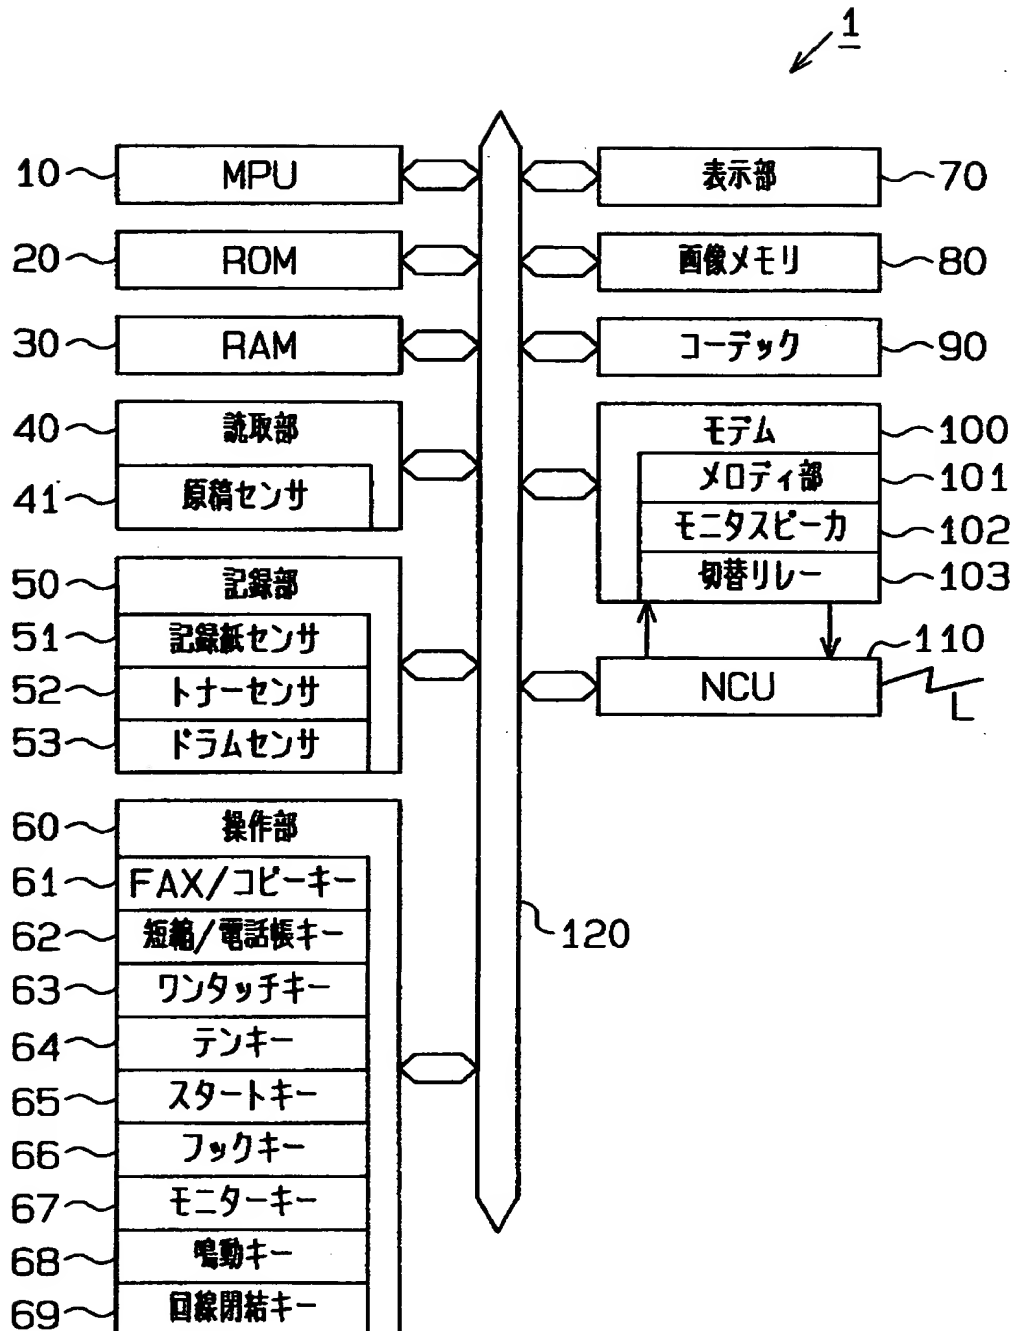 1
10 MPU
20 ROM
30 RAM
40 読取部
41 原稿センサ
50 記録部
51 記録紙センサ
52 トナーセンサ
53 ドラムセンサ
60 操作部
61 FAX/コピーキー
62 短縮/電話帳キー
63 ワンタッチキー
64 テンキー
65 スタートキー
66 フックキー
67 モニターキー
68 鳴動キー
69 回線閉結キー
表示部 70
画像メモリ 80
コーデック 90
モデム 100
メロディ部 101
モニタスピーカ 102
切替リレー 103
110
NCU
L
120